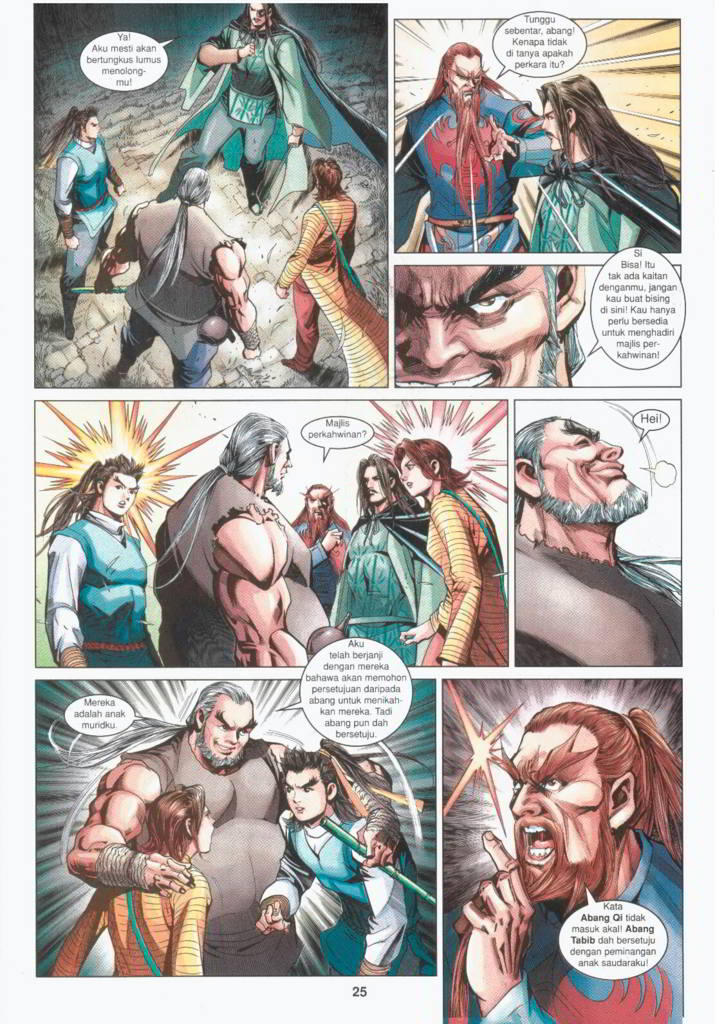 Ya!
Aku mesti akan
bertungkus lumus
menolong-
mu!
Tunggu
sebentar, abang!
Kenapa tidak
di tanya apakah
perkara itu?
Si
Bisa! Itu
tak ada kaitan
denganmu, jangan
kau buat bising
di sini! Kau hanya
perlu bersedia
untuk menghadiri
majlis per-
kahwinan!
Majlis
perkahwinan?
Hei!
Mereka
adalah anak
muridku.
Aku
telah berjanji
dengan mereka
bahawa akan memohon
persetujuan daripada
abang untuk menikah-
kan mereka. Tadi
abang pun dah
bersetuju.
Kata
Abang Qi tidak
masuk akal! Abang
Tabib dah bersetuju
dengan peminangan
anak saudaraku!
25